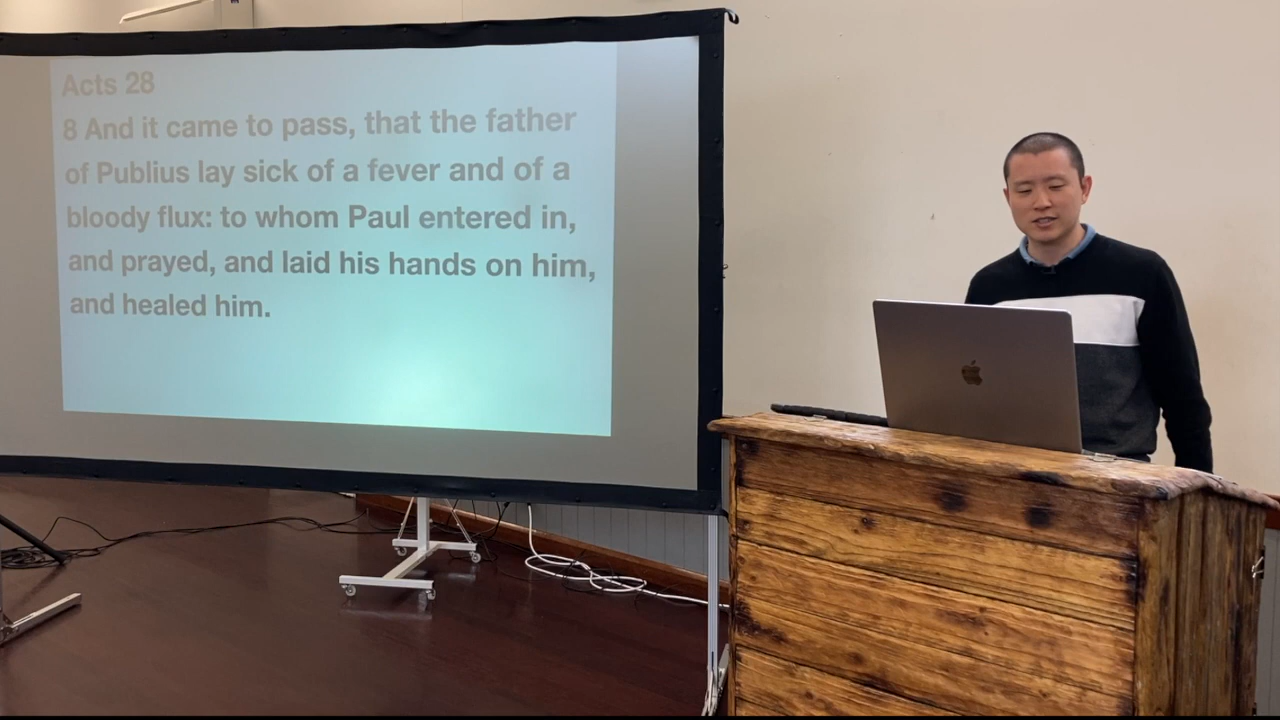 Acts 28
8 And it came to pass, that the father
of Publius lay sick of a fever and of a
bloody flux: to whom Paul entered in,
and prayed, and laid his hands on him,
and healed him.